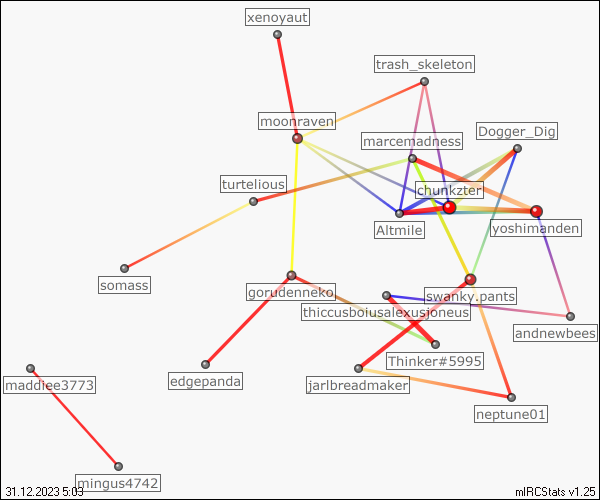 xenoyaut
trash_skeleton
moonraven
Dogger_Dig
marcemadness
turtelious
chunkzter
Altmile
yoshimanden
somass
gorudenneko
swanky.pants
thiccusboiusalexusjoneus
andnewbees
Thinker#5995
edgepanda
jarlbreadmaker
maddiee3773
neptune01
mingus4742
31.12.2023 5:03
mIRCStats v1.25